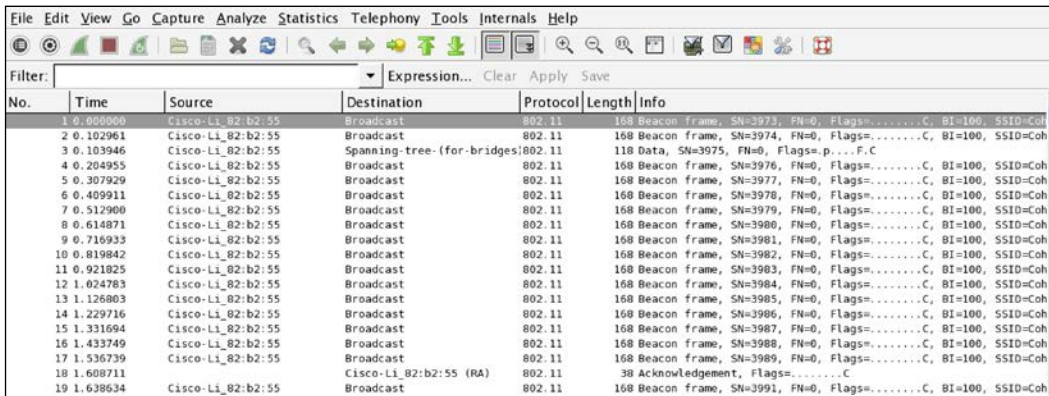 File Edit View Go Capture Analyze Statistics Telephony Tools Internals Help
Filter: Expression... Clear Apply Save
No. Time Source Destination Protocol Length Info
1 0.000000 Cisco-Li_82:b2:55 Broadcast 802.11 168 Beacon frame, SN=3973, FN=0, Flags=........C, BI=100, SSID=Coh
2 0.102961 Cisco-Li_82:b2:55 Broadcast 802.11 168 Beacon frame, SN=3974, FN=0, Flags=........C, BI=100, SSID=Coh
3 0.103946 Cisco-Li_82:b2:55 Spanning-tree-(for-bridges) 802.11 118 Data, SN=3975, FN=0, Flags=.p....F.C
4 0.204955 Cisco-Li_82:b2:55 Broadcast 802.11 168 Beacon frame, SN=3976, FN=0, Flags=........C, BI=100, SSID=Coh
5 0.307929 Cisco-Li_82:b2:55 Broadcast 802.11 168 Beacon frame, SN=3977, FN=0, Flags=........C, BI=100, SSID=Coh
6 0.409911 Cisco-Li_82:b2:55 Broadcast 802.11 168 Beacon frame, SN=3978, FN=0, Flags=........C, BI=100, SSID=Coh
7 0.512900 Cisco-Li_82:b2:55 Broadcast 802.11 168 Beacon frame, SN=3979, FN=0, Flags=........C, BI=100, SSID=Coh
8 0.614871 Cisco-Li_82:b2:55 Broadcast 802.11 168 Beacon frame, SN=3980, FN=0, Flags=........C, BI=100, SSID=Coh
9 0.716933 Cisco-Li_82:b2:55 Broadcast 802.11 168 Beacon frame, SN=3981, FN=0, Flags=........C, BI=100, SSID=Coh
10 0.819842 Cisco-Li_82:b2:55 Broadcast 802.11 168 Beacon frame, SN=3982, FN=0, Flags=........C, BI=100, SSID=Coh
11 0.921825 Cisco-Li_82:b2:55 Broadcast 802.11 168 Beacon frame, SN=3983, FN=0, Flags=........C, BI=100, SSID=Coh
12 1.024783 Cisco-Li_82:b2:55 Broadcast 802.11 168 Beacon frame, SN=3984, FN=0, Flags=........C, BI=100, SSID=Coh
13 1.126803 Cisco-Li_82:b2:55 Broadcast 802.11 168 Beacon frame, SN=3985, FN=0, Flags=........C, BI=100, SSID=Coh
14 1.229716 Cisco-Li_82:b2:55 Broadcast 802.11 168 Beacon frame, SN=3986, FN=0, Flags=........C, BI=100, SSID=Coh
15 1.331694 Cisco-Li_82:b2:55 Broadcast 802.11 168 Beacon frame, SN=3987, FN=0, Flags=........C, BI=100, SSID=Coh
16 1.433749 Cisco-Li_82:b2:55 Broadcast 802.11 168 Beacon frame, SN=3988, FN=0, Flags=........C, BI=100, SSID=Coh
17 1.536739 Cisco-Li_82:b2:55 Broadcast 802.11 168 Beacon frame, SN=3989, FN=0, Flags=........C, BI=100, SSID=Coh
18 1.608711 Cisco-Li_82:b2:55 (RA) 802.11 38 Acknowledgement, Flags=........C
19 1.638634 Cisco-Li_82:b2:55 Broadcast 802.11 168 Beacon frame, SN=3991, FN=0, Flags=........C, BI=100, SSID=Coh